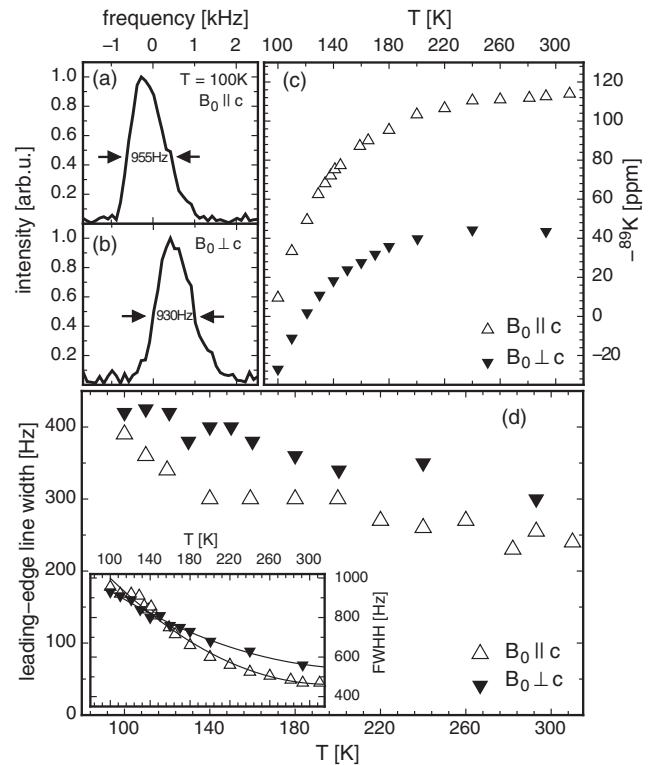 frequency [kHz]
−1 0 1 2
T [K]
100 140 180 220 260 300
(a)
T = 100K
B0 || c
955Hz
1.0
0.8
0.6
0.4
0.2
(b)
B0 ⊥ c
930Hz
1.0
0.8
0.6
0.4
0.2
intensity [arb.u.]
(c)
120
100
80
60
40
20
0
−20
−89K [ppm]
B0 || c
B0 ⊥ c
(d)
400
300
200
100
0
leading−edge line width [Hz]
T [K]
100 140 180 220 260 300
1000
800
600
400
FWHH [Hz]
B0 || c
B0 ⊥ c
100 140 180 220 260 300
T [K]